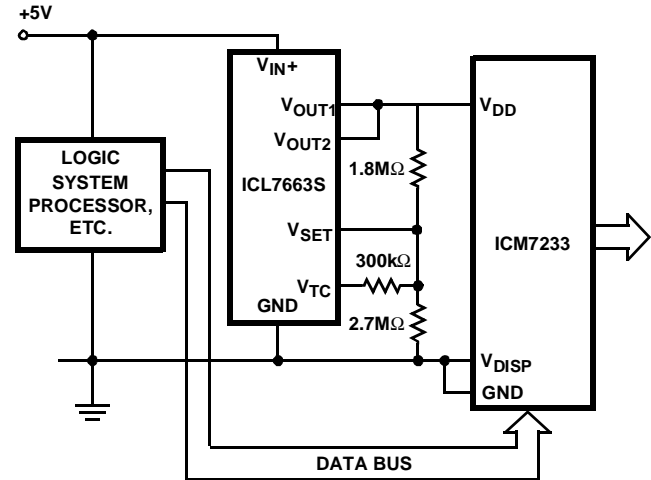 +5V
LOGIC
SYSTEM
PROCESSOR,
ETC.
VIN+
VOUT1
VOUT2
ICL7663S
VSET
VTC
GND
1.8MΩ
300kΩ
2.7MΩ
VDD
ICM7233
VDISP
GND
DATA BUS